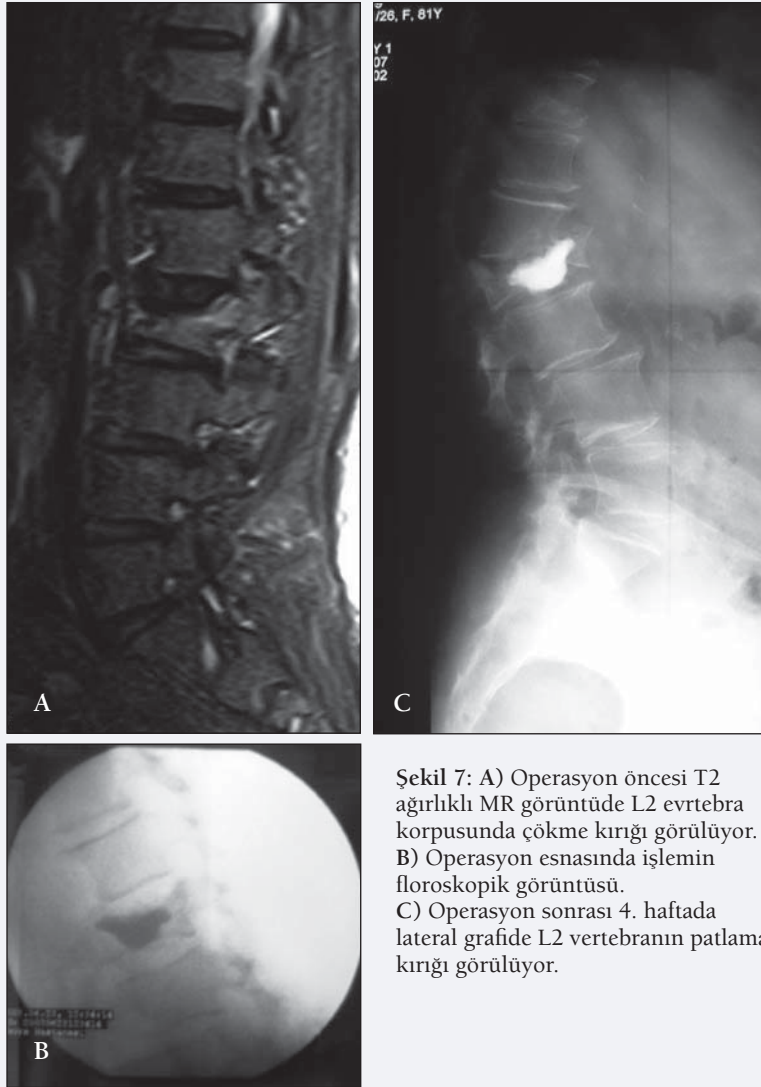 /26, F, 81Y
Y 1
07
02
A
C
B
Şekil 7: A) Operasyon öncesi T2
ağırlıklı MR görüntüde L2 evrtebra
korpusunda çökme kırığı görülüyor.
B) Operasyon esnasında işlemin
floroskopik görüntüsü.
C) Operasyon sonrası 4. haftada
lateral grafide L2 vertebranın patlama
kırığı görülüyor.